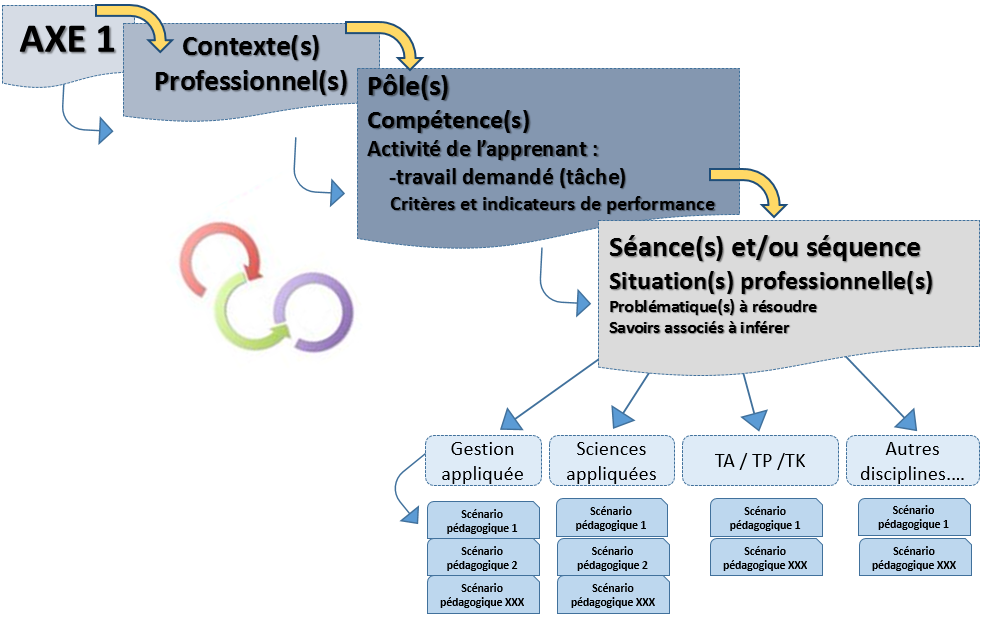 AXE 1
Contexte(s)
Professionnel(s)
Pôle(s)
Compétence(s)
Activité de l'apprenant :
-travail demandé (tâche)
Critères et indicateurs de performance
Séance(s) et/ou séquence
Situation(s) professionnelle(s)
Problématique(s) à résoudre
Savoirs associés à inférer
Gestion
appliquée
Scénario
pédagogique 1
Scénario
pédagogique 2
Scénario
pédagogique XXX
Sciences
appliquées
Scénario
pédagogique 1
Scénario
pédagogique 2
Scénario
pédagogique XXX
TA / TP /TK
Scénario
pédagogique 1
Scénario
pédagogique XXX
Autres
disciplines....
Scénario
pédagogique 1
Scénario
pédagogique XXX